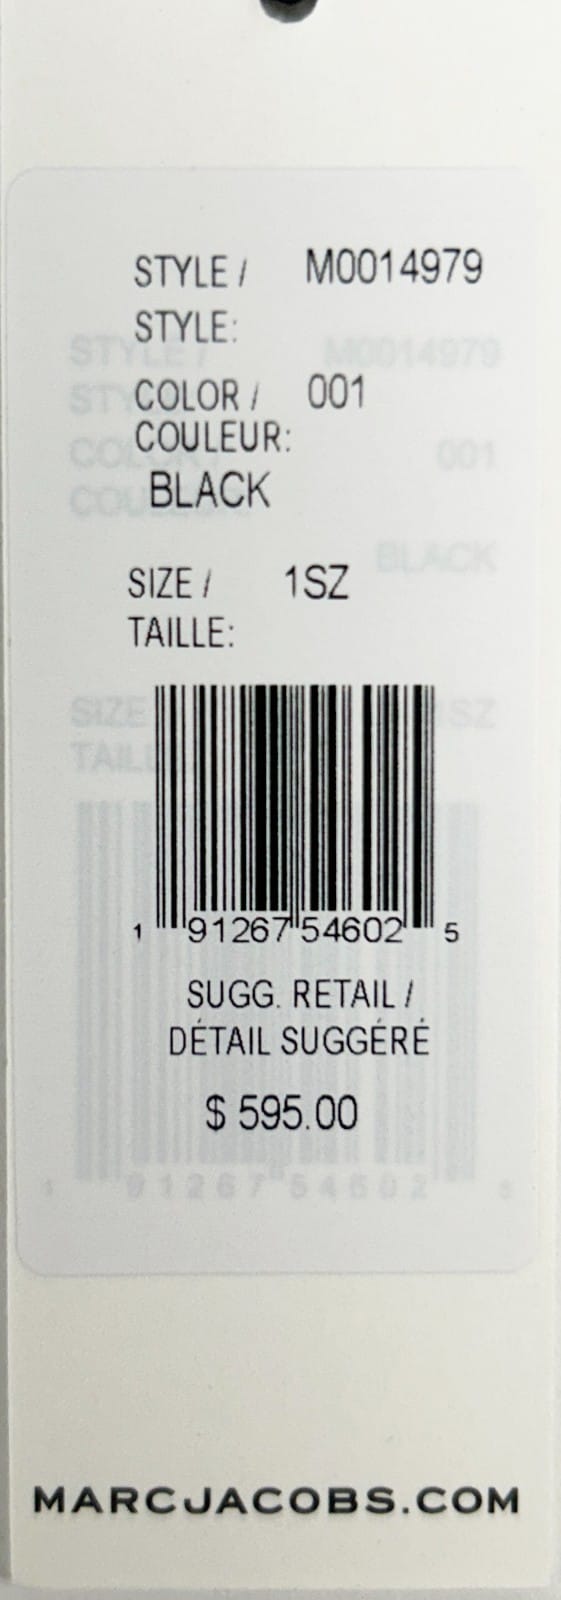 STYLE / M0014979
STYLE:
COLOR / 001
COULEUR:
BLACK
SIZE / 1SZ
TAILLE:
1 91267 54602 5
SUGG. RETAIL /
DÉTAIL SUGGÉRÉ
$ 595.00
MARCJACOBS.COM